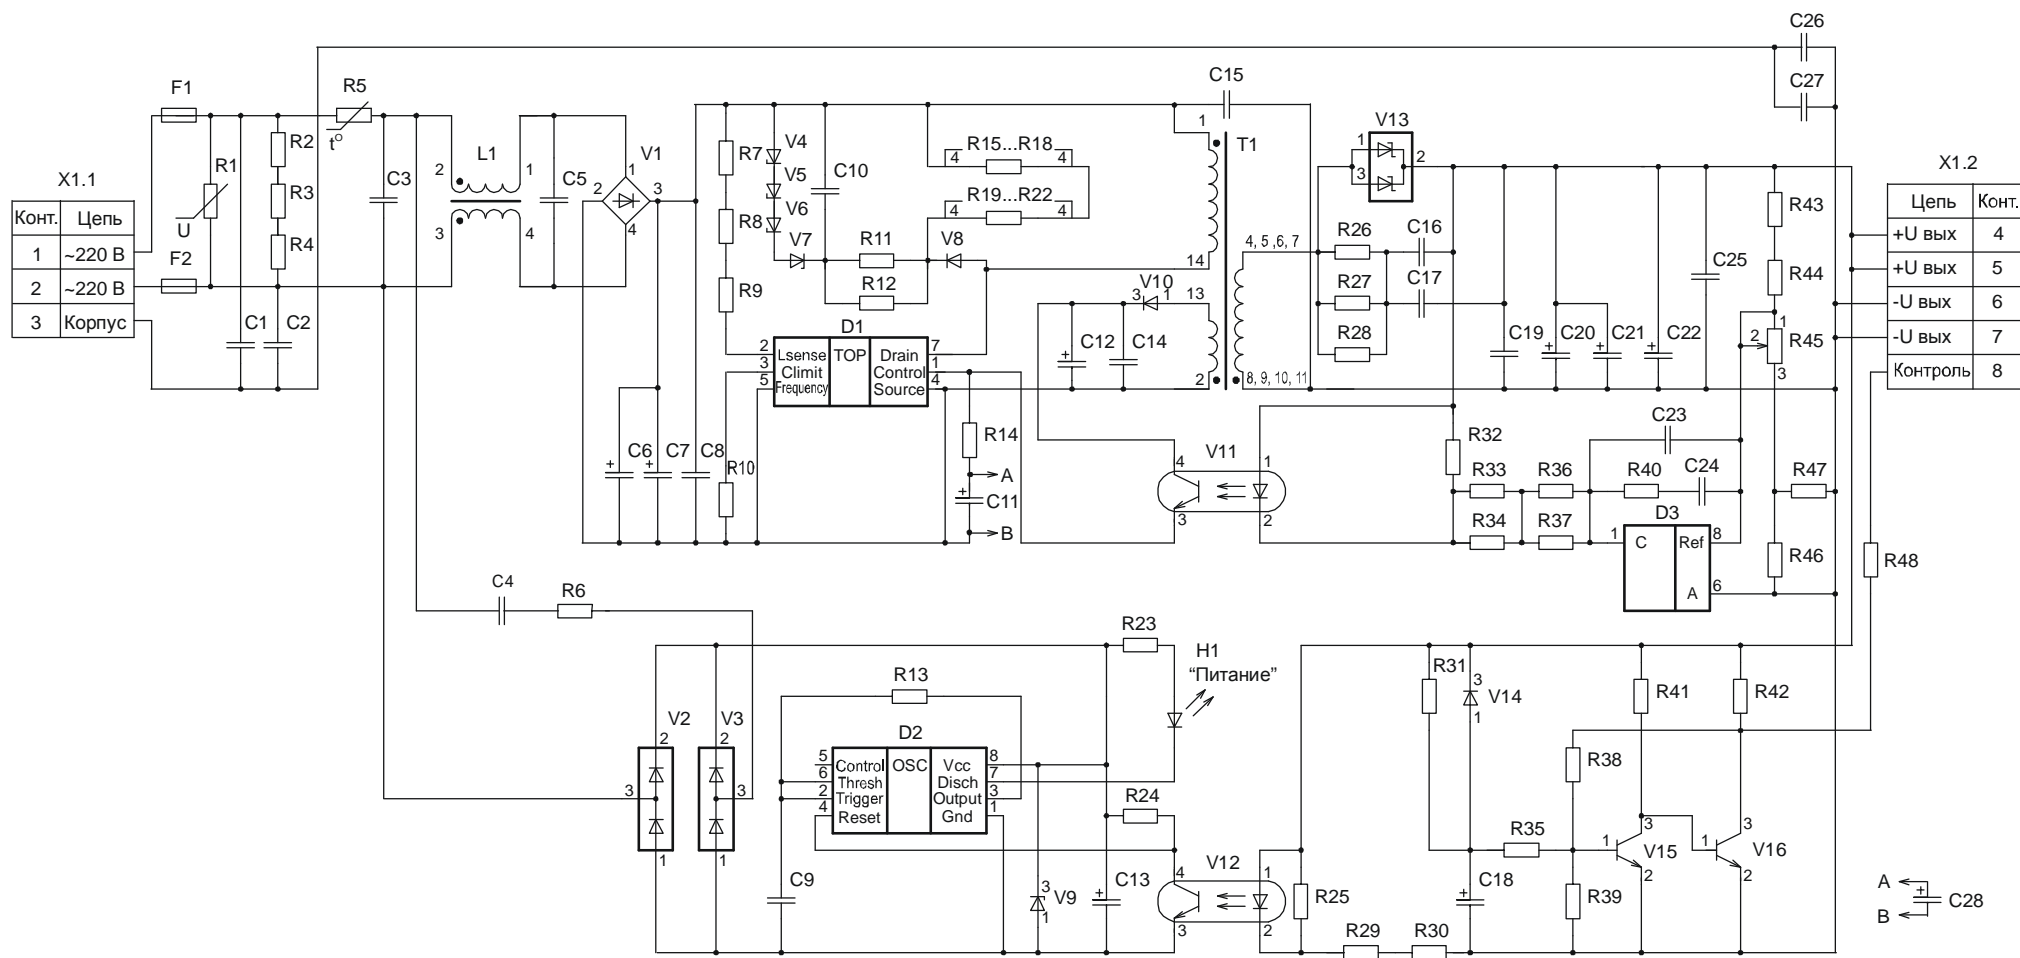 C26
C27
F1
R5
C15
t°
R2
R1
U
R3
R4
C3
2
1
L1
3
4
C5
V1
1
2
3
4
R7
V4
V5
V6
V7
C10
R8
R9
4 R15...R18 4
4 R19...R22 4
R11
V8
R12
1
T1
14
V10
3 1
13
2
4, 5 ,6, 7
8, 9, 10, 11
V13
1
2
3
R26
C16
R27
C17
R28
C19
C20
C21
C22
C25
R43
R44
1
2
R45
3
X1.1
Конт. Цепь
1 ~220 В
2 ~220 В
3 Корпус
F2
C1
C2
X1.2
Цепь Конт.
+U вых 4
+U вых 5
-U вых 6
-U вых 7
Контроль 8
D1
2 Lsense TOP Drain 7
3 Climit Control 1
5 Frequency Source 4
+ C12
C14
+
+
+
+ C6
+ C7
C8
R10
R14
A
+ C11
B
V11
4
1
3
2
R32
R33
R36
R34
R37
C23
R40
C24
R47
D3
1 C Ref 8
A 6
R46
R48
C4
R6
R23
H1
“Питание”
R13
V2
2
3
1
V3
2
3
1
D2
5 Control OSC Vcc 8
6 Thresh Disch 7
2 Trigger Output 3
4 Reset Gnd 1
R24
C9
3
V9
1
+ C13
V12
4
1
3
2
R25
R29
R30
R31
3
V14
1
R35
+ C18
R38
R39
R41
R42
1
3
V15
2
1
3
V16
2
A
+ C28
B